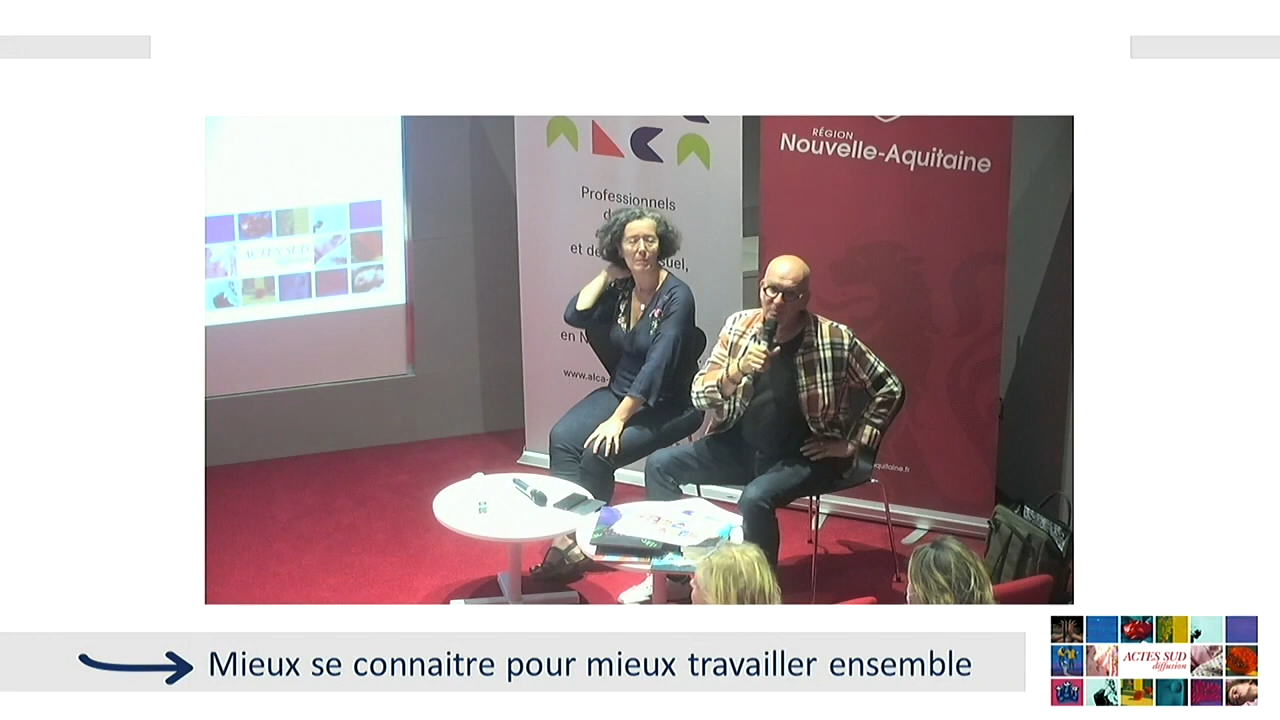 RÉGION
Nouvelle-Aquitaine
Professionnels
et de
en N
www.alca-
ACTES SUD
Mieux se connaitre pour mieux travailler ensemble
ACTES SUD
diffusion